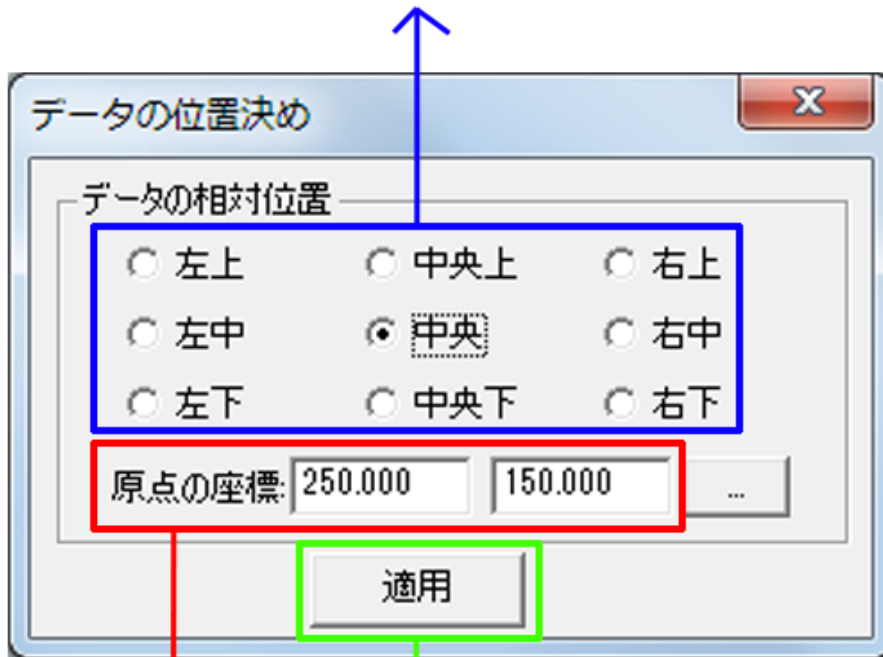 データの位置決め
データの相対位置
左上 中央上 右上
左中 中央 右中
左下 中央下 右下
原点の座標: 250.000 150.000 ...
適用